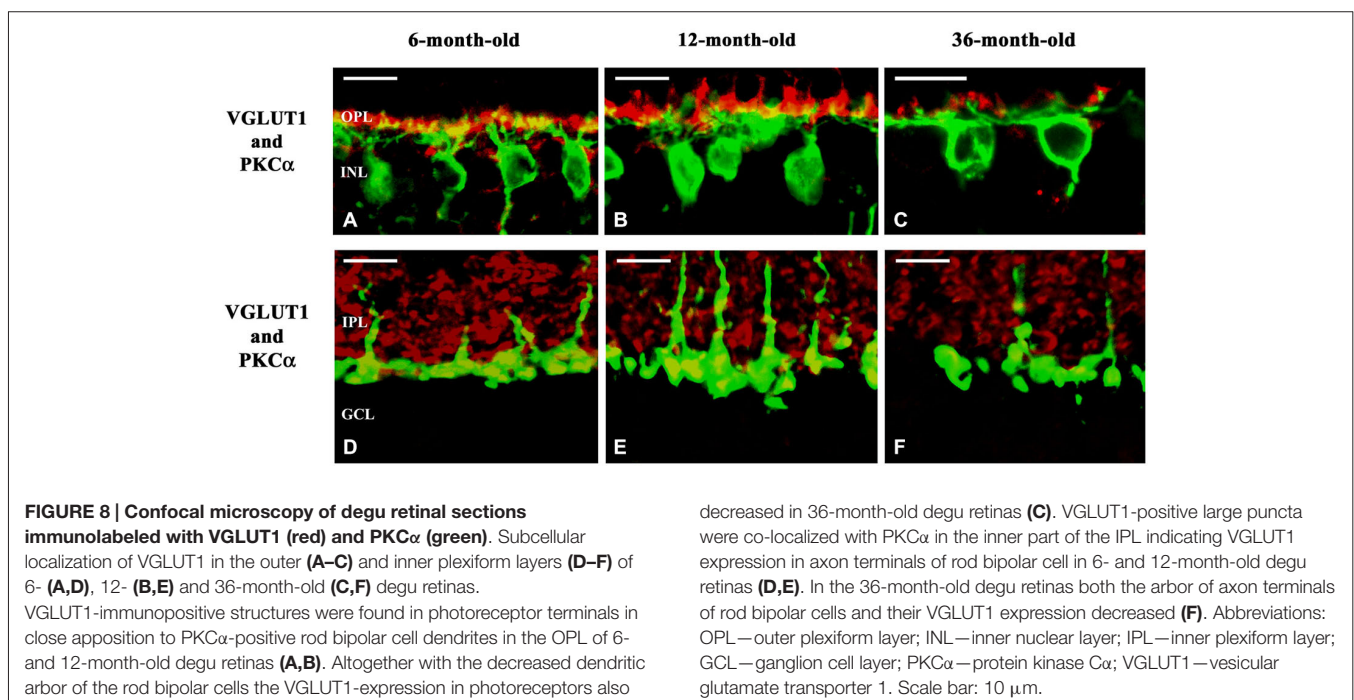 6-month-old 12-month-old 36-month-old
VGLUT1
and
PKCα
OPL
INL
A
B
C
VGLUT1
and
PKCα
IPL
GCL
D
E
F
FIGURE 8 | Confocal microscopy of degu retinal sections
immunolabeled with VGLUT1 (red) and PKCα (green). Subcellular
localization of VGLUT1 in the outer (A–C) and inner plexiform layers (D–F) of
6- (A,D), 12- (B,E) and 36-month-old (C,F) degu retinas.
VGLUT1-immunopositive structures were found in photoreceptor terminals in
close apposition to PKCα-positive rod bipolar cell dendrites in the OPL of 6-
and 12-month-old degu retinas (A,B). Altogether with the decreased dendritic
arbor of the rod bipolar cells the VGLUT1-expression in photoreceptors also
decreased in 36-month-old degu retinas (C). VGLUT1-positive large puncta
were co-localized with PKCα in the inner part of the IPL indicating VGLUT1
expression in axon terminals of rod bipolar cell in 6- and 12-month-old degu
retinas (D,E). In the 36-month-old degu retinas both the arbor of axon terminals
of rod bipolar cells and their VGLUT1 expression decreased (F). Abbreviations:
OPL—outer plexiform layer; INL—inner nuclear layer; IPL—inner plexiform layer;
GCL—ganglion cell layer; PKCα—protein kinase Cα; VGLUT1—vesicular
glutamate transporter 1. Scale bar: 10 μm.